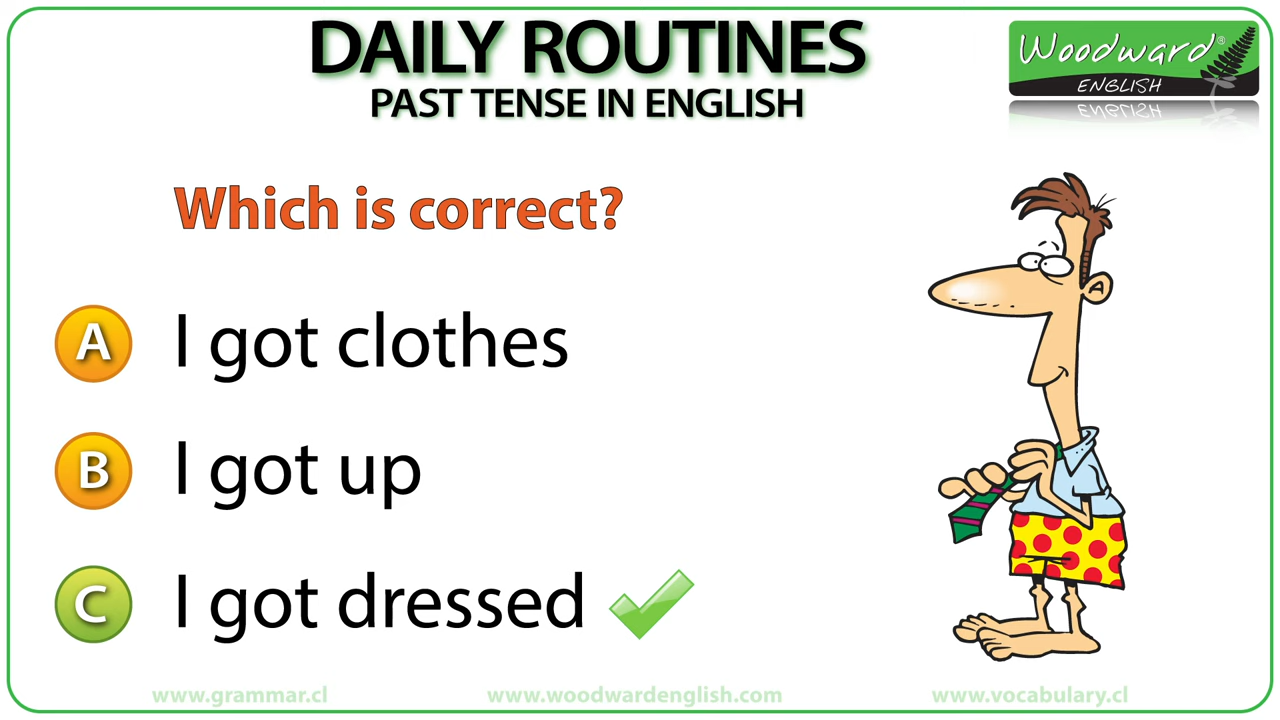 DAILY ROUTINES
PAST TENSE IN ENGLISH
Woodward®
ENGLISH
Which is correct?
A I got clothes
B I got up
C I got dressed
www.grammar.cl www.woodwardenglish.com www.vocabulary.cl